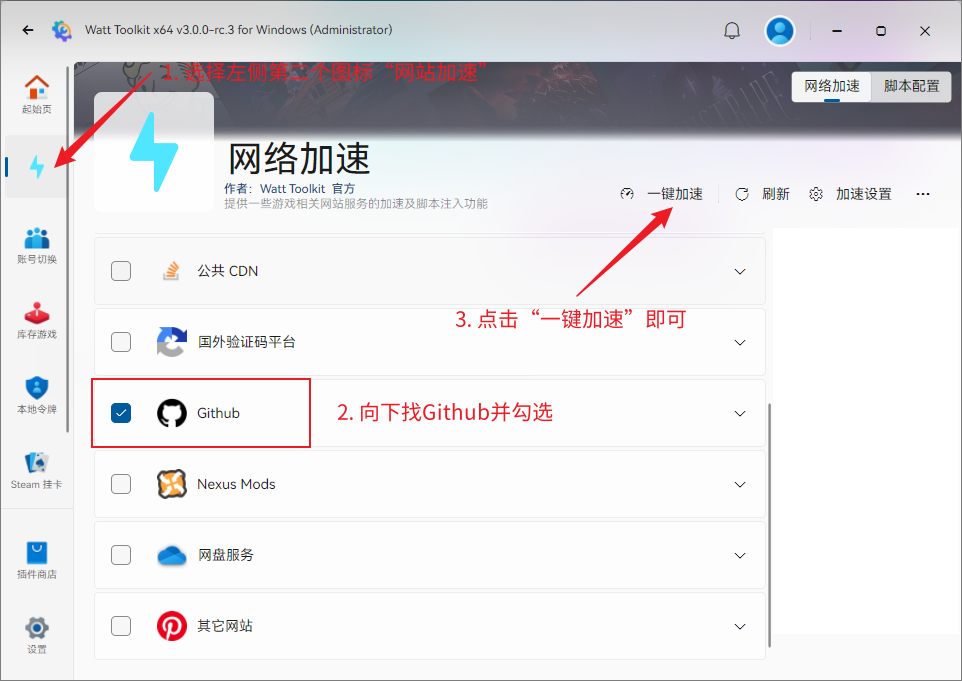 Watt Toolkit x64 v3.0.0-rc.3 for Windows (Administrator)
1. 选择左侧第二个图标“网站加速”
网络加速
脚本配置
起始页
网络加速
作者: Watt Toolkit 官方
提供一些游戏相关网站服务的加速及脚本注入功能
一键加速
刷新
加速设置
账号切换
库存游戏
本地令牌
Steam 挂卡
插件商店
设置
公共 CDN
3. 点击“一键加速”即可
国外验证码平台
Github
2. 向下找Github并勾选
Nexus Mods
网盘服务
其它网站